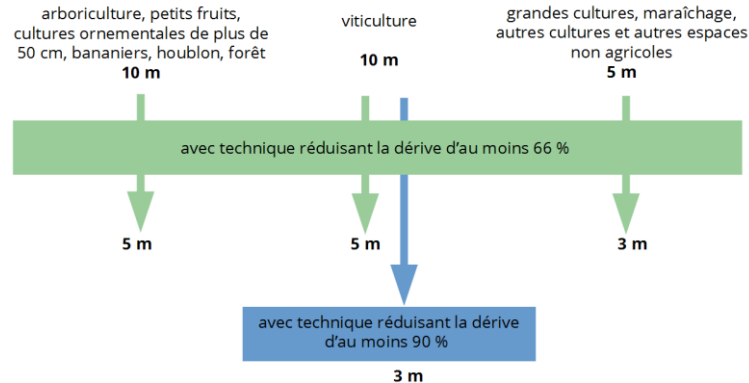 arboriculture, petits fruits,
cultures ornementales de plus de
50 cm, bananiers, houblon, forêt
10 m
viticulture
10 m
grandes cultures, maraîchage,
autres cultures et autres espaces
non agricoles
5 m
avec technique réduisant la dérive d'au moins 66 %
5 m
5 m
3 m
avec technique réduisant la dérive
d'au moins 90 %
3 m